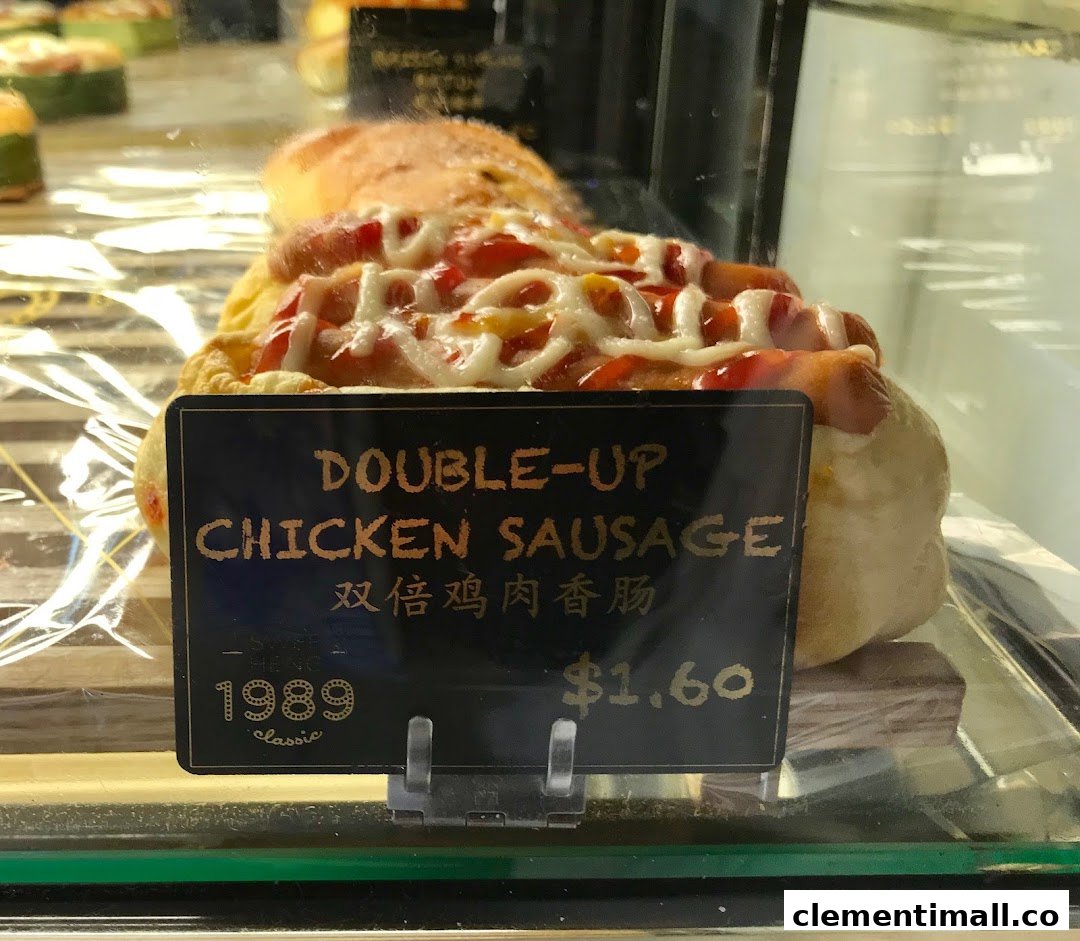 DOUBLE-UP
CHICKEN SAUSAGE
双倍鸡肉香肠
1989
classic
$1.60
clementimall.co